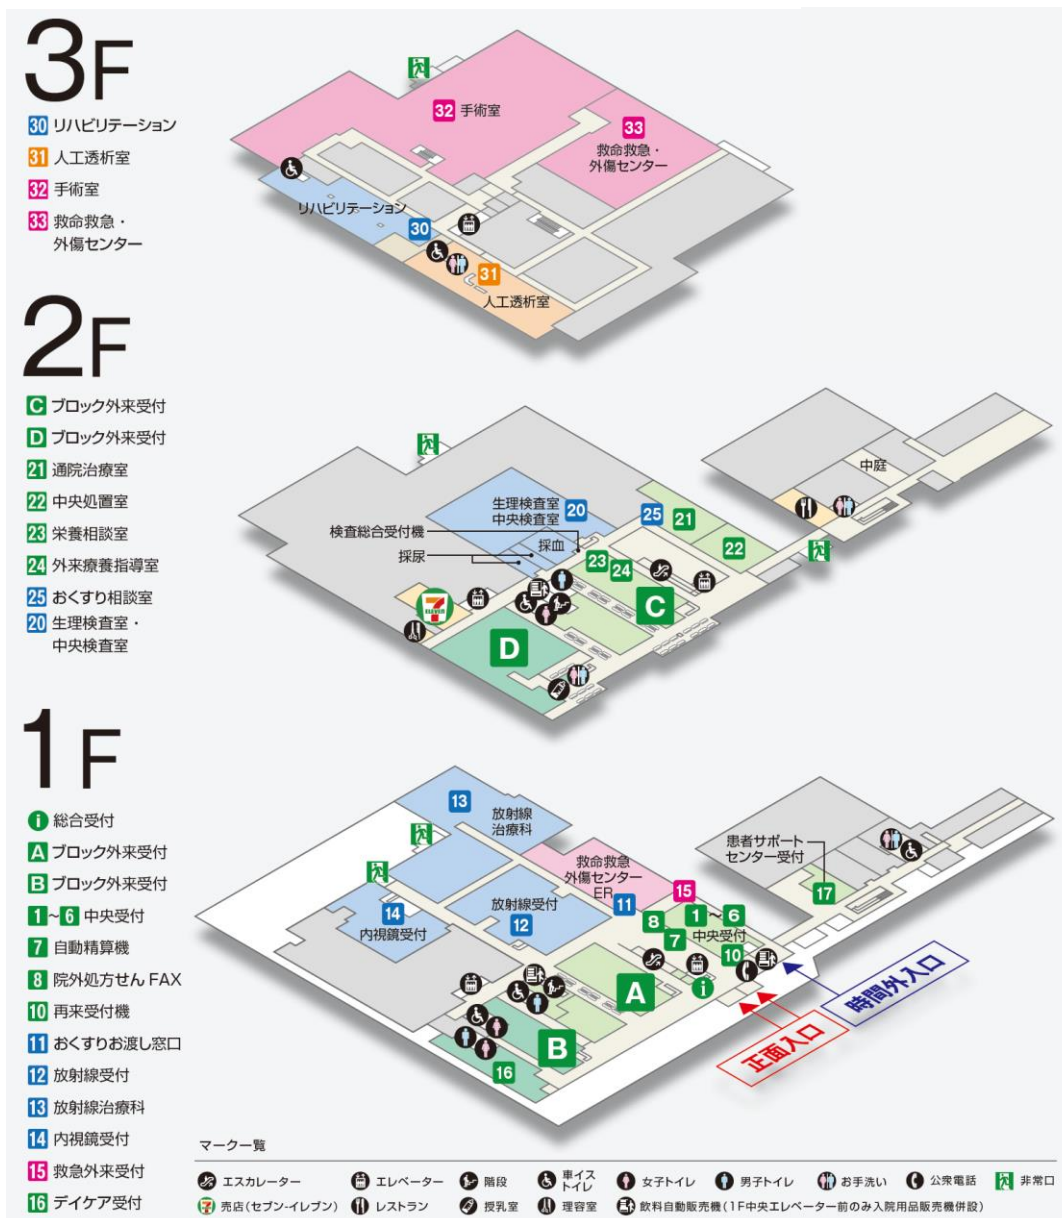 3F
30 リハビリテーション
31 人工透析室
32 手術室
33 救命救急・
外傷センター
32 手術室
33
救命救急・
外傷センター
リハビリテーション
30
31
人工透析室
2F
C ブロック外来受付
D ブロック外来受付
21 通院治療室
22 中央処置室
23 栄養相談室
24 外来療養指導室
25 おくすり相談室
20 生理検査室・
中央検査室
中庭
生理検査室
中央検査室 20
25
21
22
検査総合受付機
採血
採尿
23
24
7 ELEVEN
C
D
1F
i 総合受付
A ブロック外来受付
B ブロック外来受付
1~6 中央受付
7 自動精算機
8 院外処方せん FAX
10 再来受付機
11 おくすりお渡し窓口
12 放射線受付
13 放射線治療科
14 内視鏡受付
15 救急外来受付
16 デイケア受付
13 放射線
治療科
救命救急
外傷センター
ER
15
患者サポート
センター受付
17
14
内視鏡受付
放射線受付
12
11
8
1~6
中央受付
7
10
i
A
B
16
時間外入口
正面入口
マーク一覧
エスカレーター エレベーター 階段 車イストイレ 女子トイレ 男子トイレ お手洗い 公衆電話 非常口
売店(セブン-イレブン) レストラン 授乳室 理容室 飲料自動販売機(1F中央エレベーター前のみ入院用品販売機併設)